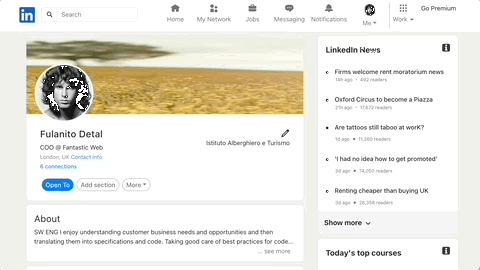 in
Search
Home
My Network
Jobs
Messaging
Notifications
Me
Work
Go Premium
Fulanito Detal
COO @ Fantastic Web
London, UK Contact info
6 connections
Istituto Alberghiero e Turismo
Open To
Add section
More
About
SW ENG I enjoy understanding customer business needs and opportunities and then
translating them into specifications and code. Taking good care of best practices for code...
... see more
LinkedIn News
Firms welcome rent moratorium news
14h ago • 492 readers
Oxford Circus to become a Piazza
21h ago • 17,672 readers
Are tattoos still taboo at worK?
1d ago • 11,260 readers
'I had no idea how to get promoted'
3d ago • 74,050 readers
Renting cheaper than buying UK
3d ago • 26,358 readers
Show more
Today's top courses